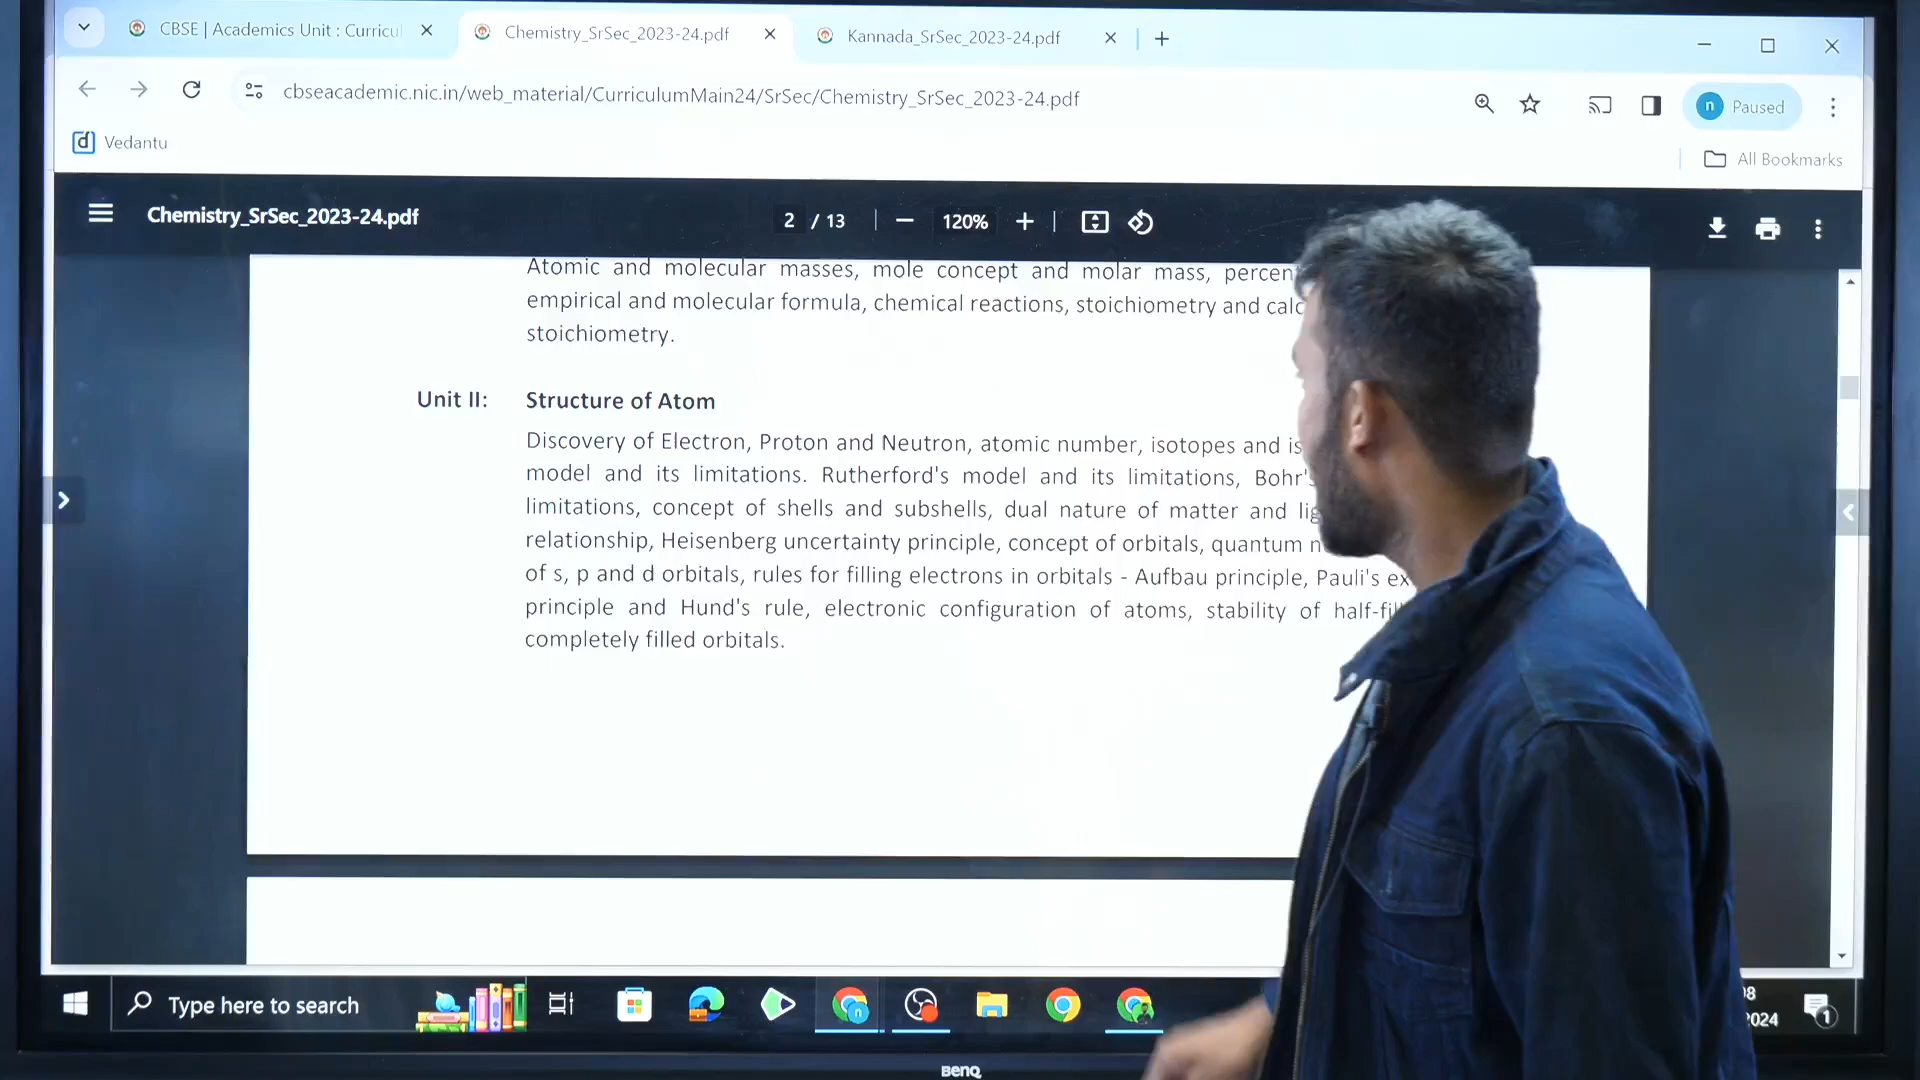 CBSE | Academics Unit : Curricu
Chemistry_SrSec_2023-24.pdf
Kannada_SrSec_2023-24.pdf
cbseacademic.nic.in/web_material/CurriculumMain24/SrSec/Chemistry_SrSec_2023-24.pdf
n Paused
d Vedantu
All Bookmarks
Chemistry_SrSec_2023-24.pdf
2 / 13
120%
Atomic and molecular masses, mole concept and molar mass, percen
empirical and molecular formula, chemical reactions, stoichiometry and calc
stoichiometry.
Unit II: Structure of Atom
Discovery of Electron, Proton and Neutron, atomic number, isotopes and is
model and its limitations. Rutherford's model and its limitations, Bohr's
limitations, concept of shells and subshells, dual nature of matter and lig
relationship, Heisenberg uncertainty principle, concept of orbitals, quantum n
of s, p and d orbitals, rules for filling electrons in orbitals - Aufbau principle, Pauli's ex
principle and Hund's rule, electronic configuration of atoms, stability of half-fil
completely filled orbitals.
Type here to search
n
08
2024
1
BenQ